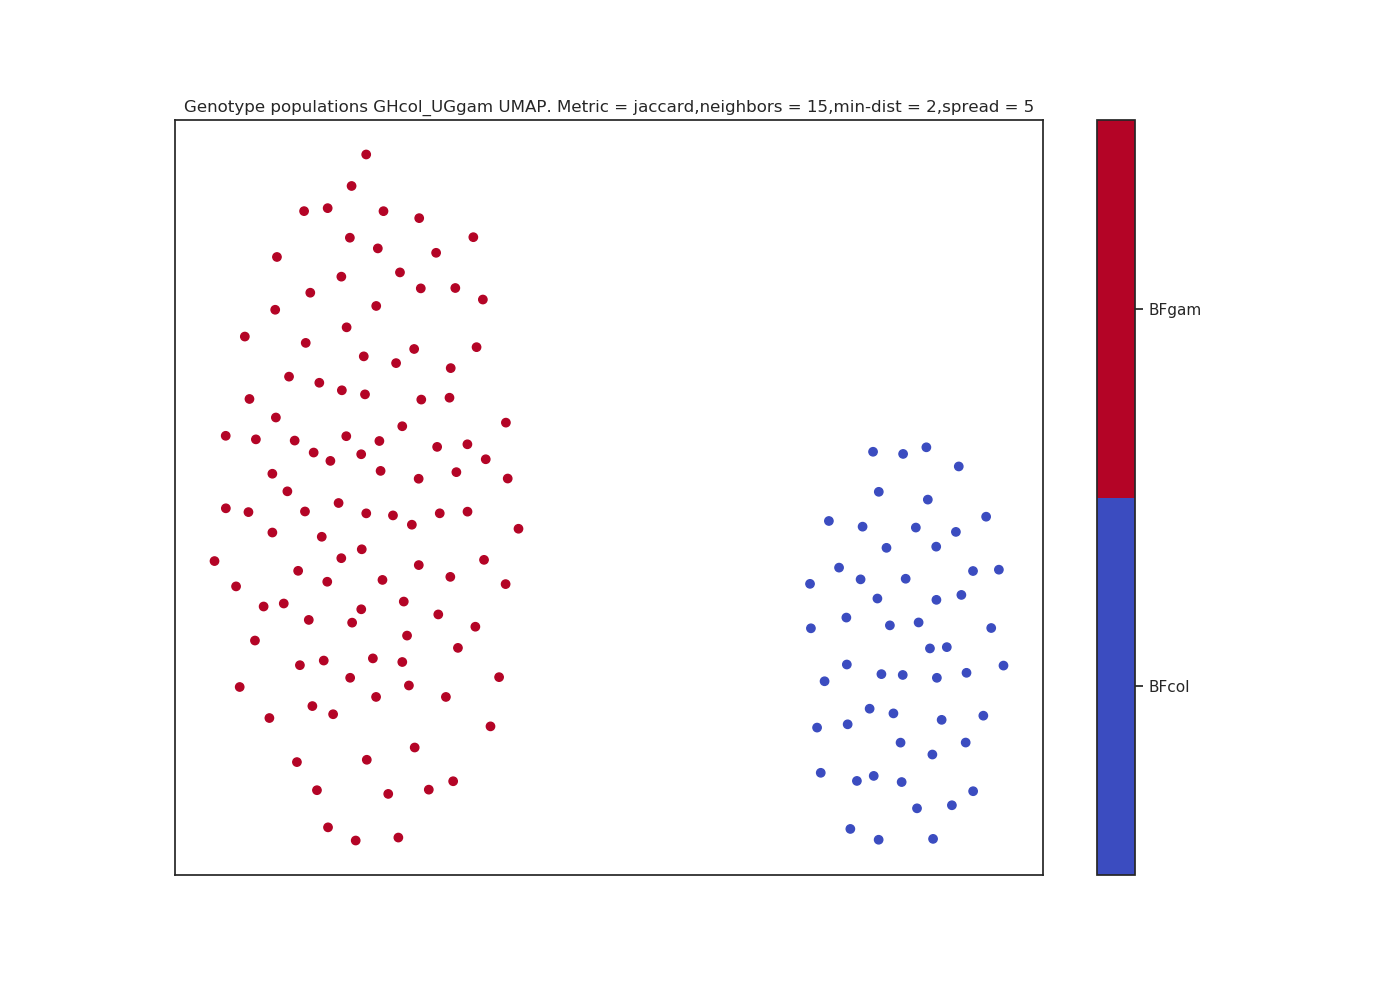 Genotype populations GHcol_UGgam UMAP. Metric = jaccard,neighbors = 15,min-dist = 2,spread = 5
BFgam
BFcol